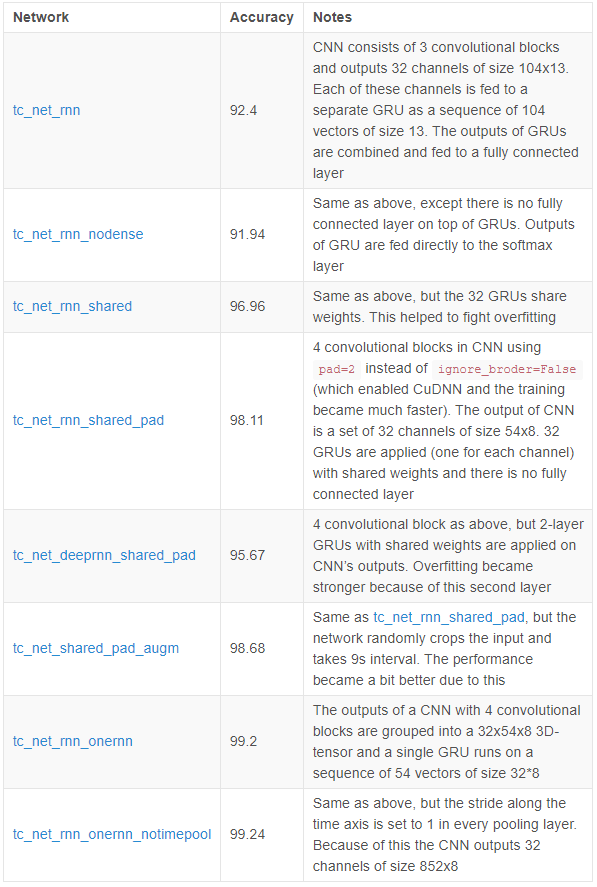 Network Accuracy Notes
CNN consists of 3 convolutional blocks
and outputs 32 channels of size 104x13.
Each of these channels is fed to a
tc_net_rnn 92.4 separate GRU as a sequence of 104
vectors of size 13. The outputs of GRUs
are combined and fed to a fully connected
layer
Same as above, except there is no fully
tc_net_rnn_nodense 91.94 connected layer on top of GRUs. Outputs
of GRU are fed directly to the softmax
layer
tc_net_rnn_shared 96.96 Same as above, but the 32 GRUs share
weights. This helped to fight overfitting
4 convolutional blocks in CNN using
pad=2 instead of ignore_broder=False
(which enabled CuDNN and the training
tc_net_rnn_shared_pad 98.11 became much faster). The output of CNN
is a set of 32 channels of size 54x8. 32
GRUs are applied (one for each channel)
with shared weights and there is no fully
connected layer
4 convolutional block as above, but 2-layer
tc_net_deeprnn_shared_pad 95.67 GRUs with shared weights are applied on
CNN’s outputs. Overfitting became
stronger because of this second layer
Same as tc_net_rnn_shared_pad, but the
tc_net_shared_pad_augm 98.68 network randomly crops the input and
takes 9s interval. The performance
became a bit better due to this
The outputs of a CNN with 4 convolutional
tc_net_rnn_onernn 99.2 blocks are grouped into a 32x54x8 3D-
tensor and a single GRU runs on a
sequence of 54 vectors of size 32*8
Same as above, but the stride along the
tc_net_rnn_onernn_notimepool 99.24 time axis is set to 1 in every pooling layer.
Because of this the CNN outputs 32
channels of size 852x8